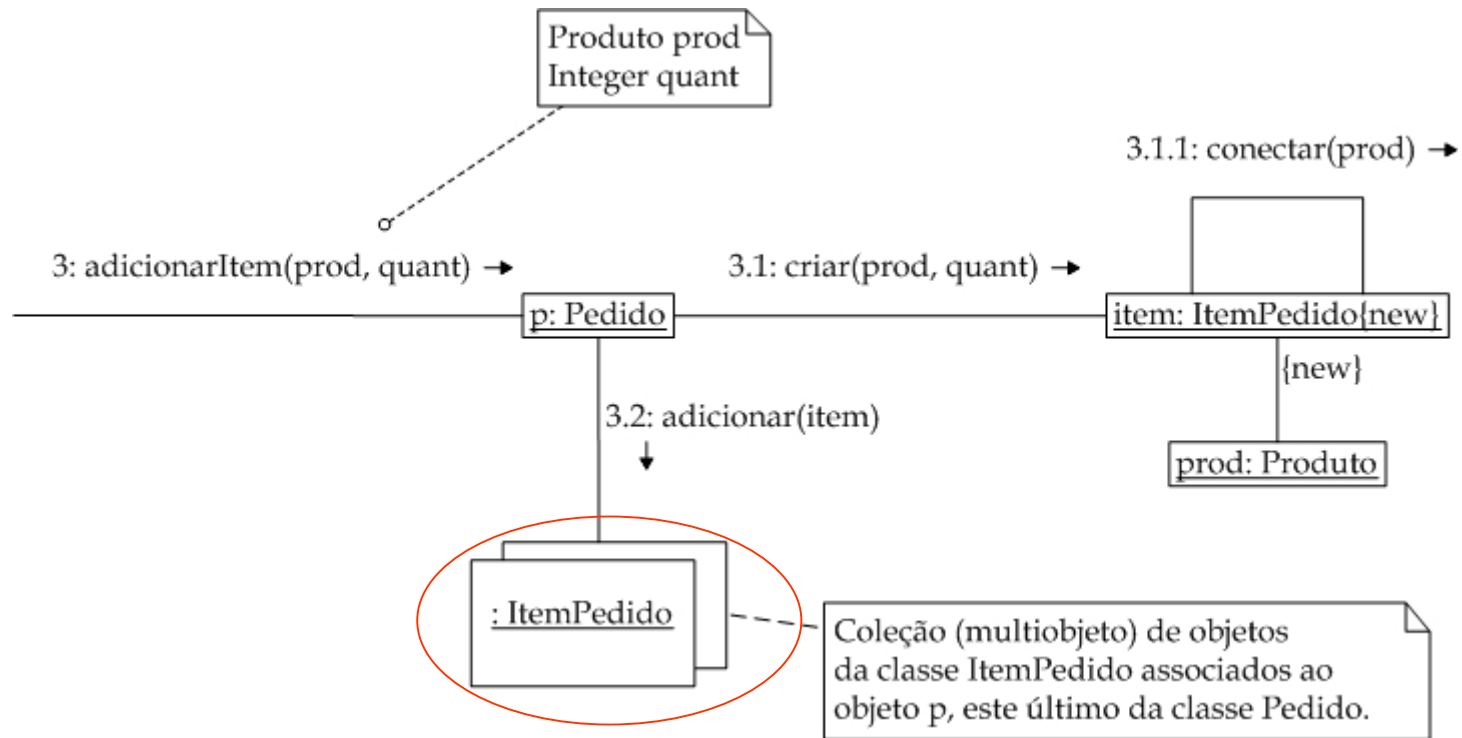 Produto prod
Integer quant
3.1.1: conectar(prod)
3: adicionarItem(prod, quant)
3.1: criar(prod, quant)
p: Pedido
item: ItemPedido{new}
{new}
3.2: adicionar(item)
prod: Produto
: ItemPedido
Coleção (multiobjeto) de objetos
da classe ItemPedido associados ao
objeto p, este último da classe Pedido.